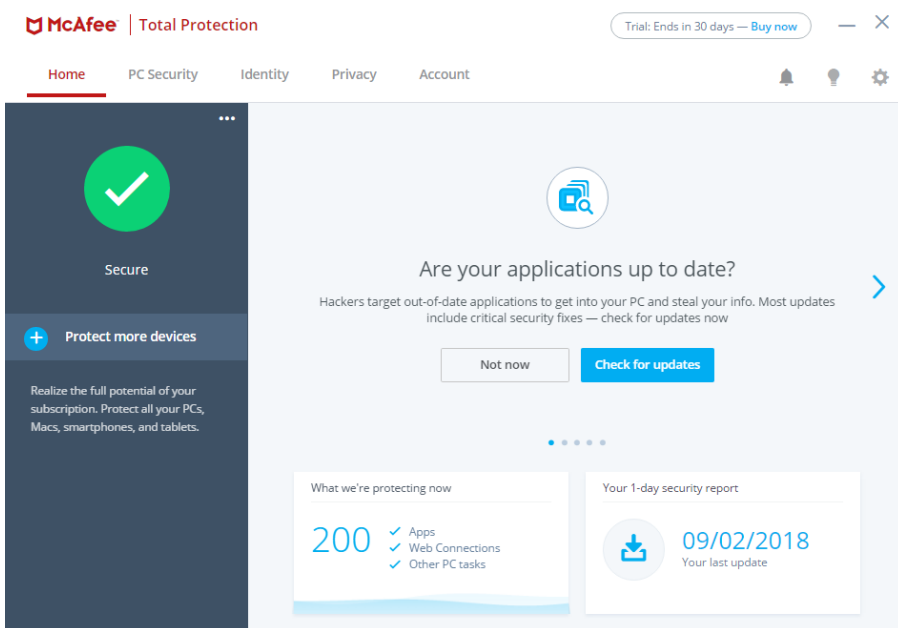 McAfee | Total Protection
Trial: Ends in 30 days — Buy now
Home PC Security Identity Privacy Account
Secure
Protect more devices
Realize the full potential of your
subscription. Protect all your PCs,
Macs, smartphones, and tablets.
Are your applications up to date?
Hackers target out-of-date applications to get into your PC and steal your info. Most updates
include critical security fixes — check for updates now
Not now Check for updates
What we're protecting now
200
Apps
Web Connections
Other PC tasks
Your 1-day security report
09/02/2018
Your last update